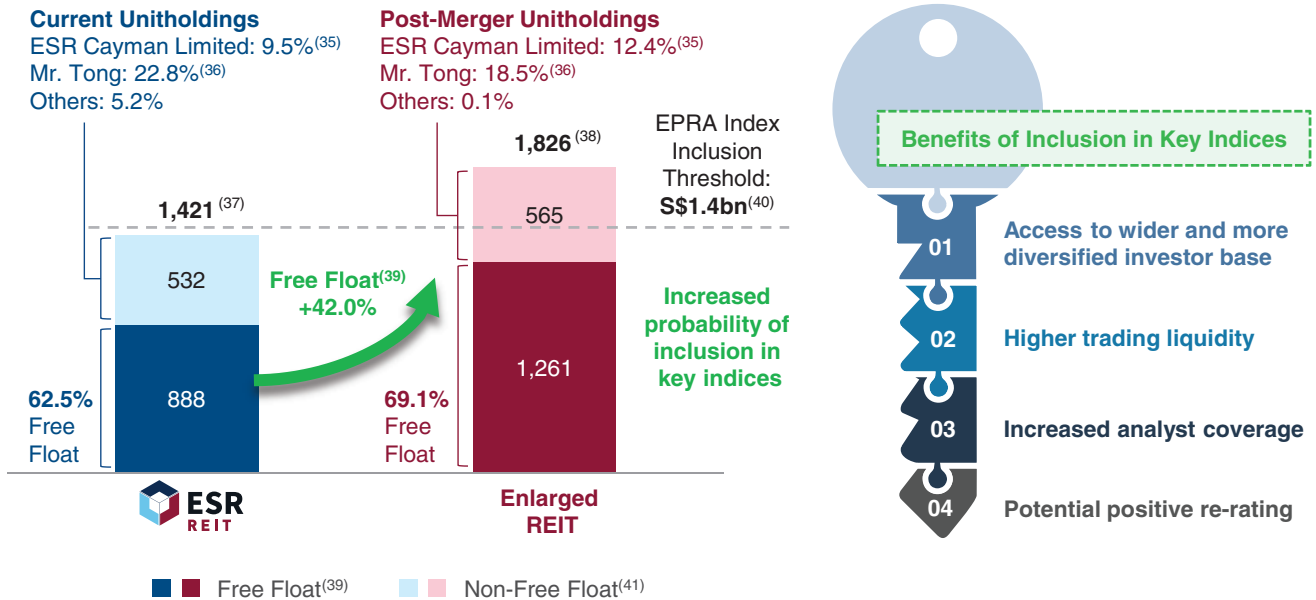 Current Unitholdings
ESR Cayman Limited: 9.5%(35)
Mr. Tong: 22.8%(36)
Others: 5.2%
Post-Merger Unitholdings
ESR Cayman Limited: 12.4%(35)
Mr. Tong: 18.5%(36)
Others: 0.1%
1,421 (37)
532
888
62.5%
Free
Float
Free Float(39)
+42.0%
1,826 (38)
565
1,261
69.1%
Free
Float
EPRA Index
Inclusion
Threshold:
S$1.4bn(40)
Increased
probability of
inclusion in
key indices
ESR
REIT
Enlarged
REIT
Free Float(39)
Non-Free Float(41)
Benefits of Inclusion in Key Indices
01
Access to wider and more
diversified investor base
02
Higher trading liquidity
03
Increased analyst coverage
04
Potential positive re-rating